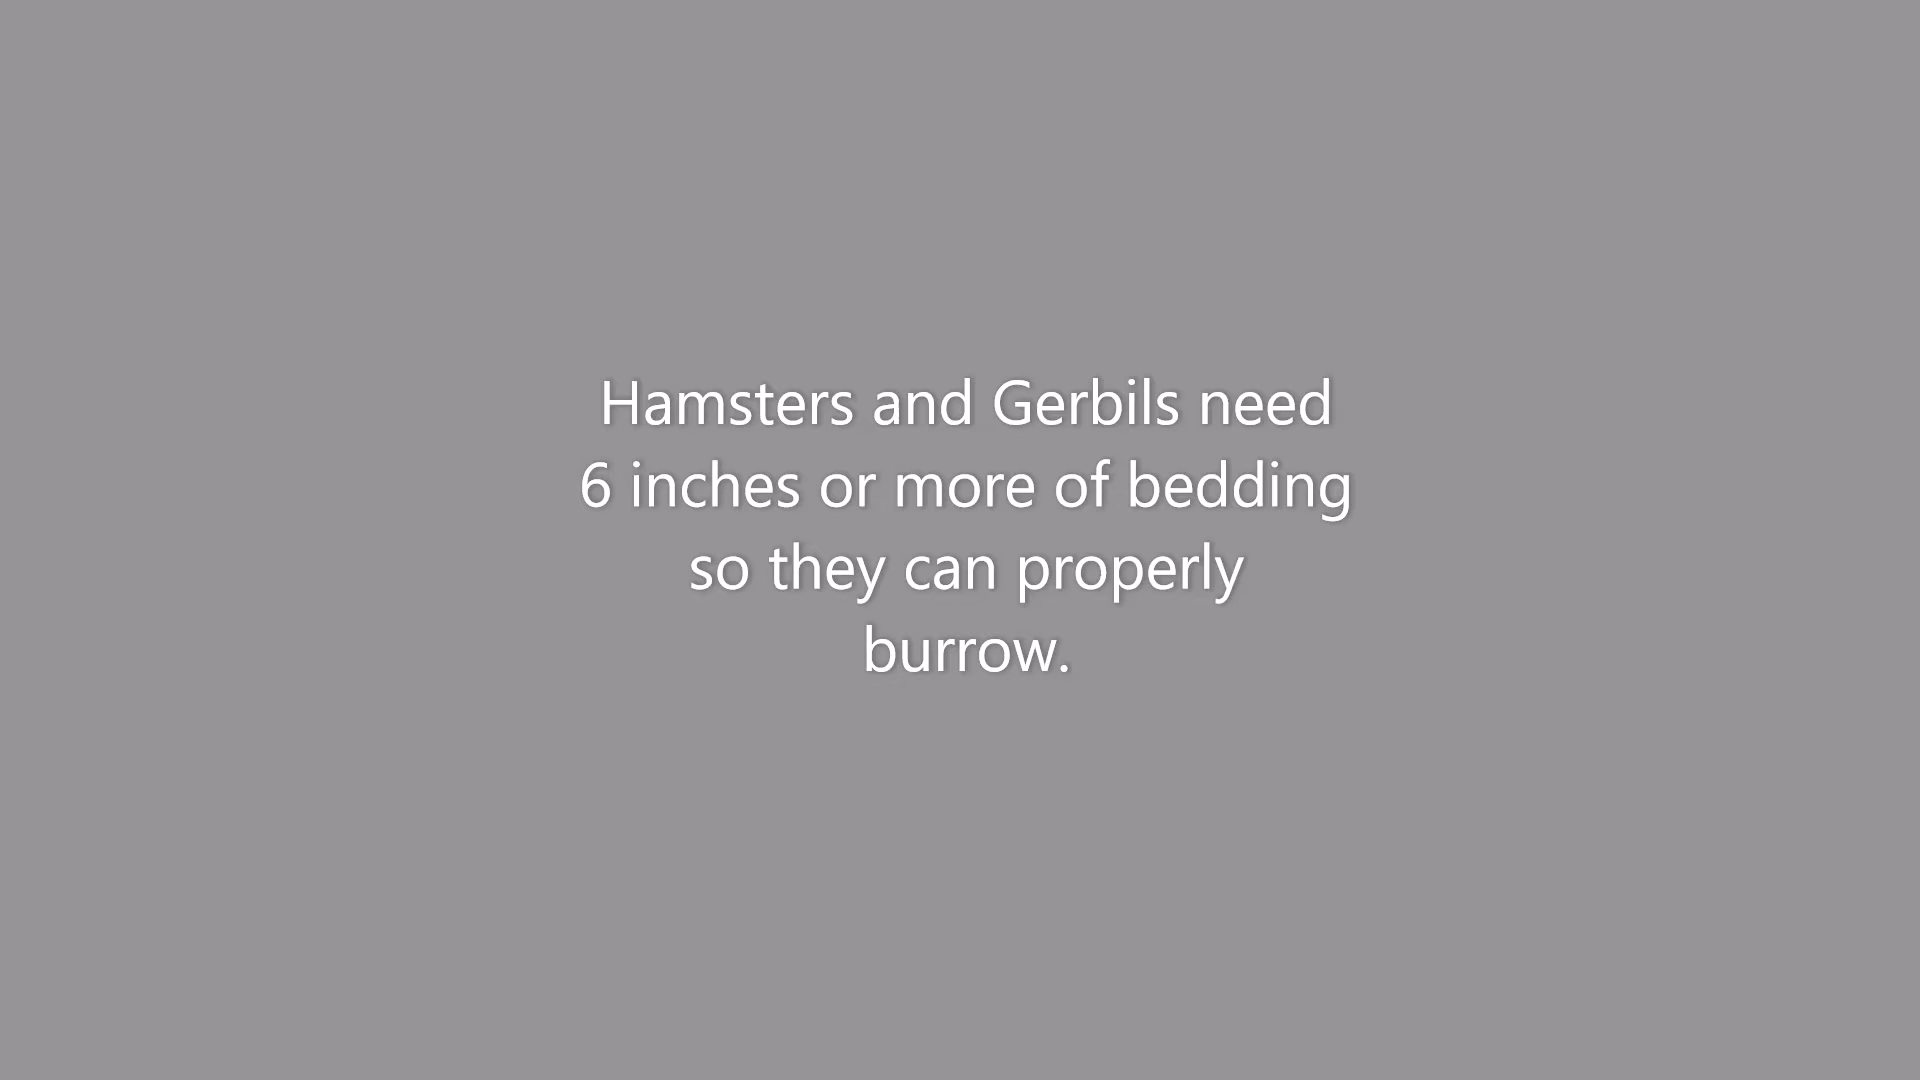 Hamsters and Gerbils need
6 inches or more of bedding
so they can properly
burrow.